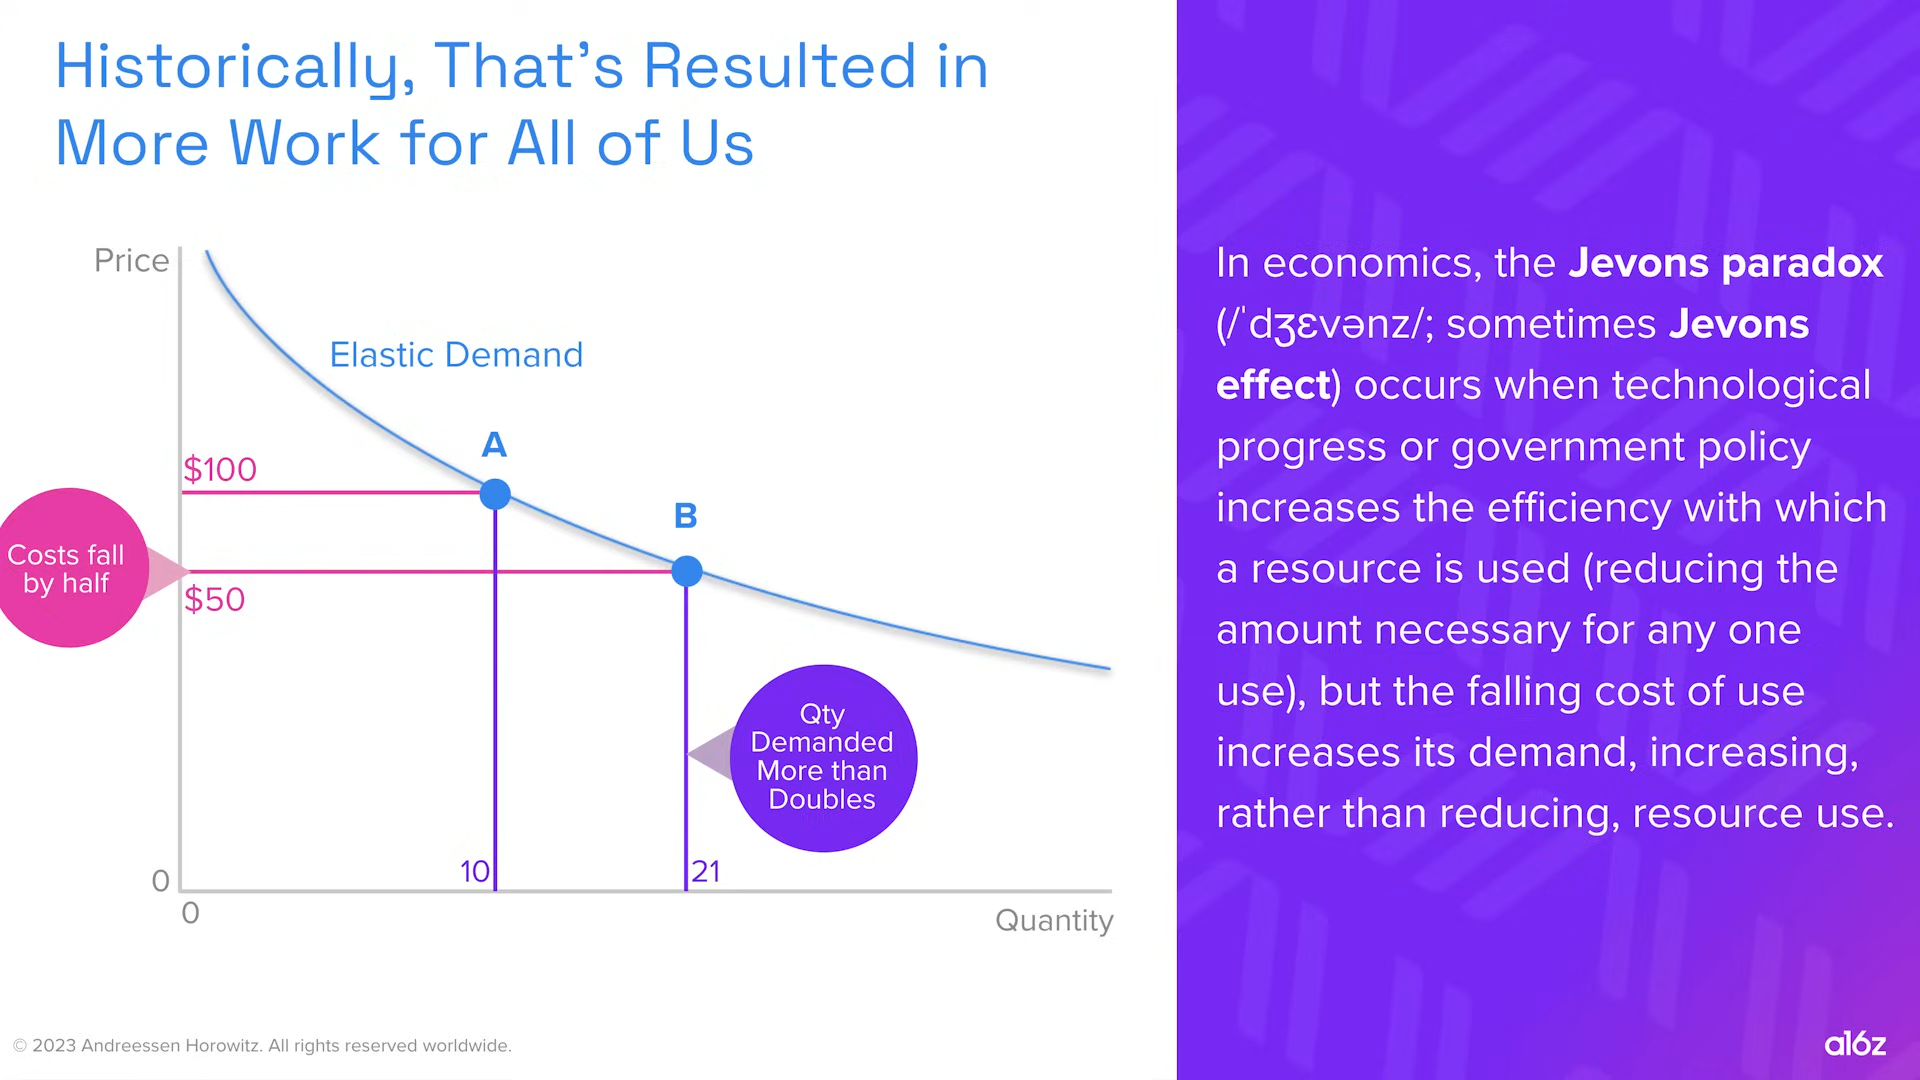 Historically, That's Resulted in
More Work for All of Us
Price
Elastic Demand
A
$100
B
Costs fall
by half
$50
Qty
Demanded
More than
Doubles
10
21
0
0
Quantity
In economics, the Jevons paradox
(/ˈdʒɛvənz/; sometimes Jevons
effect) occurs when technological
progress or government policy
increases the efficiency with which
a resource is used (reducing the
amount necessary for any one
use), but the falling cost of use
increases its demand, increasing,
rather than reducing, resource use.
© 2023 Andreessen Horowitz. All rights reserved worldwide.
a16z